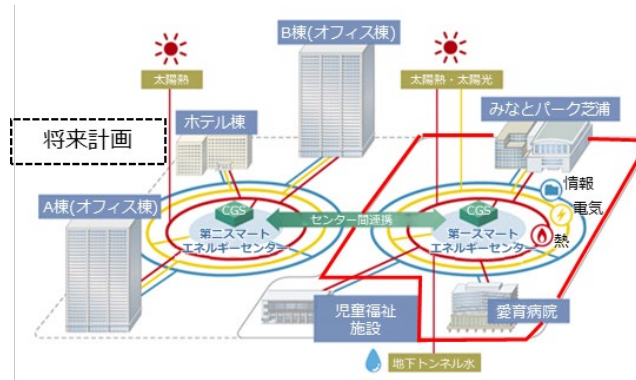 B棟(オフィス棟)
太陽熱
太陽熱・太陽光
みなとパーク芝浦
ホテル棟
将来計画
情報
電気
熱
A棟(オフィス棟)
CGS
第二スマート
エネルギーセンター
センター間連携
CGS
第一スマート
エネルギーセンター
児童福祉
施設
愛育病院
地下トンネル水